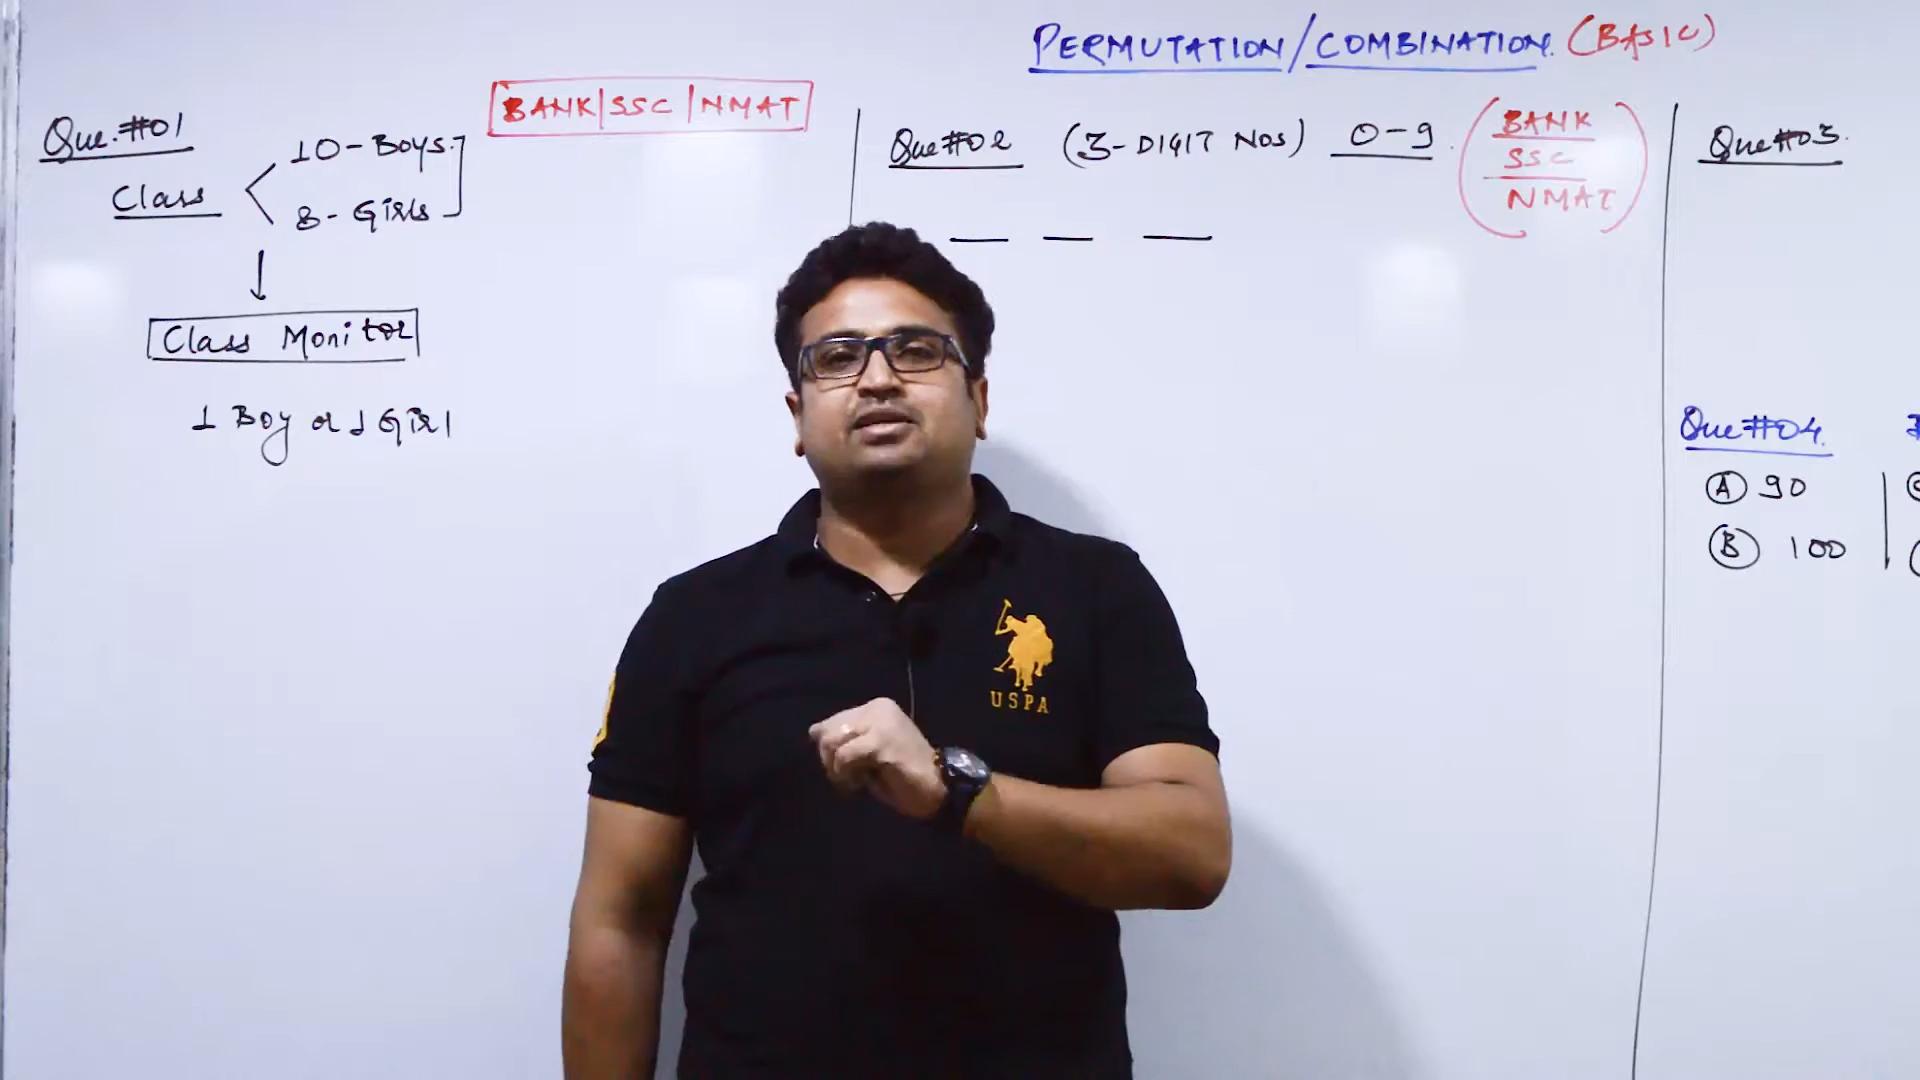 PERMUTATION/COMBINATION. (BASIC)
BANK|SSC|NMAT
Que.#01
10-Boys.
Class
8-Girls
Class Monitor
1 Boy or 1 Girl
Que#02 (3-DIGIT NOS) 0-9.
BANK
SSC
NMAT
Que#03.
Que#04.
A 90
B 100
USPA